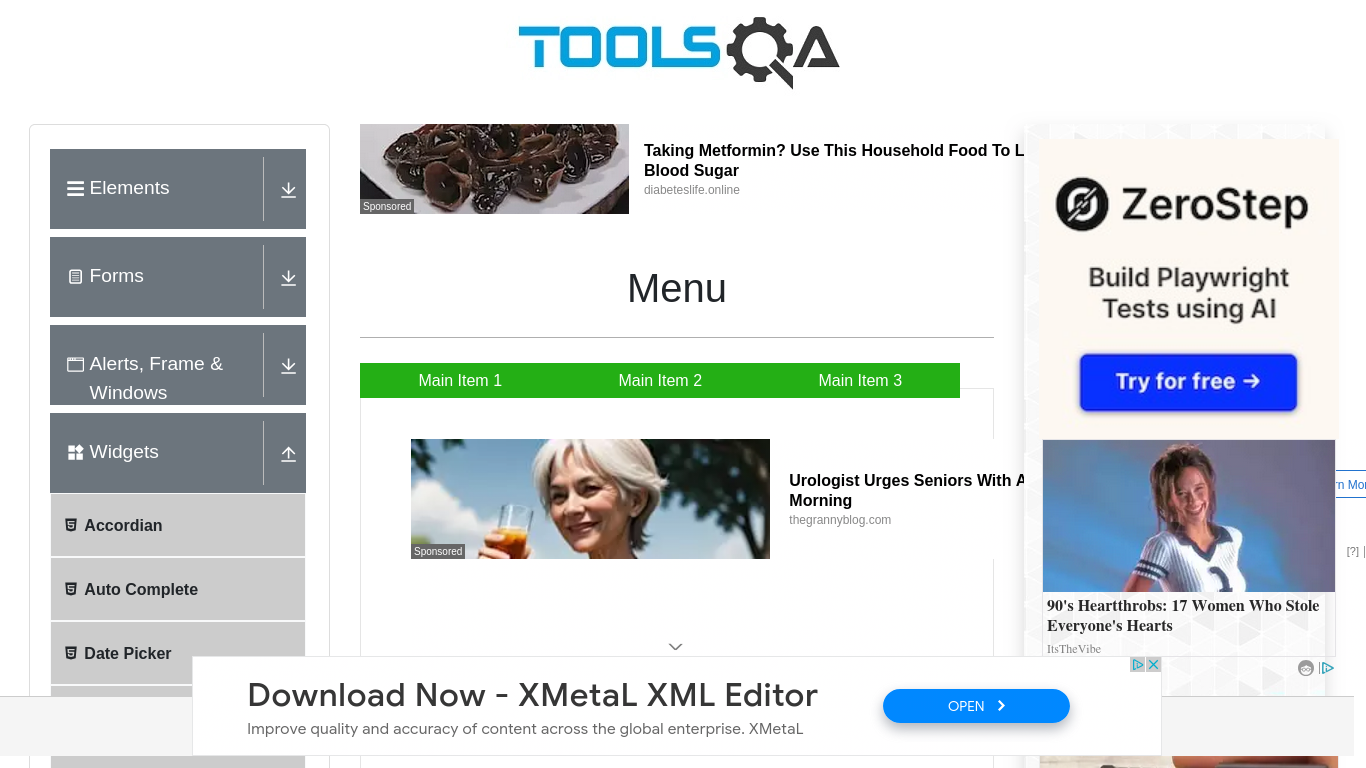 TOOLSQA
Elements
Forms
Alerts, Frame &
Windows
Widgets
Accordian
Auto Complete
Date Picker
Sponsored
Taking Metformin? Use This Household Food To L
Blood Sugar
diabeteslife.online
Menu
Main Item 1
Main Item 2
Main Item 3
Sponsored
Urologist Urges Seniors With A
Morning
thegrannyblog.com
ZeroStep
Build Playwright
Tests using AI
Try for free →
rn Mor
[?]
90's Heartthrobs: 17 Women Who Stole
Everyone's Hearts
ItsTheVibe
Download Now - XMetaL XML Editor
Improve quality and accuracy of content across the global enterprise. XMetaL
OPEN